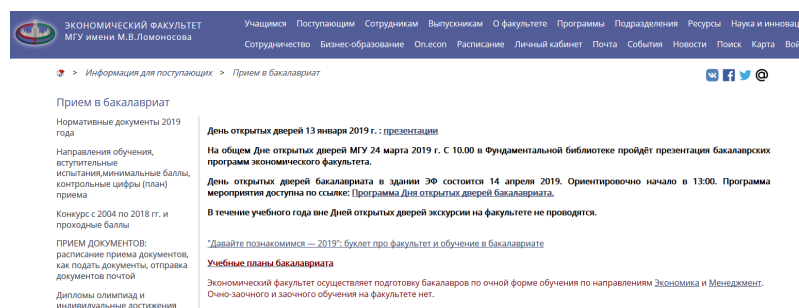 ЭКОНОМИЧЕСКИЙ ФАКУЛЬТЕТ
МГУ имени М.В.Ломоносова
Учащимся Поступающим Сотрудникам Выпускникам О факультете Программы Подразделения Ресурсы Наука и инновац
Сотрудничество Бизнес-образование On.econ Расписание Личный кабинет Почта События Новости Поиск Карта Вой
> Информация для поступающих > Прием в бакалавриат
Прием в бакалавриат
Нормативные документы 2019
года
Направления обучения,
вступительные
испытания,минимальные баллы,
контрольные цифры (план)
приема
Конкурс с 2004 по 2018 гг. и
проходные баллы
ПРИЕМ ДОКУМЕНТОВ:
расписание приема документов,
как подать документы, отправка
документов почтой
Дипломы олимпиад и
индивидуальные достижения
День открытых дверей 13 января 2019 г. : презентации
На общем Дне открытых дверей МГУ 24 марта 2019 г. С 10.00 в Фундаментальной библиотеке пройдёт презентация бакалаврских
программ экономического факультета.
День открытых дверей бакалавриата в здании ЭФ состоится 14 апреля 2019. Ориентировочно начало в 13:00. Программа
мероприятия доступна по ссылке: Программа Дня открытых дверей бакалавриата.
В течение учебного года вне Дней открытых дверей экскурсии на факультете не проводятся.
"Давайте познакомимся — 2019": буклет про факультет и обучение в бакалавриате
Учебные планы бакалавриата
Экономический факультет осуществляет подготовку бакалавров по очной форме обучения по направлениям Экономика и Менеджмент.
Очно-заочного и заочного обучения на факультете нет.